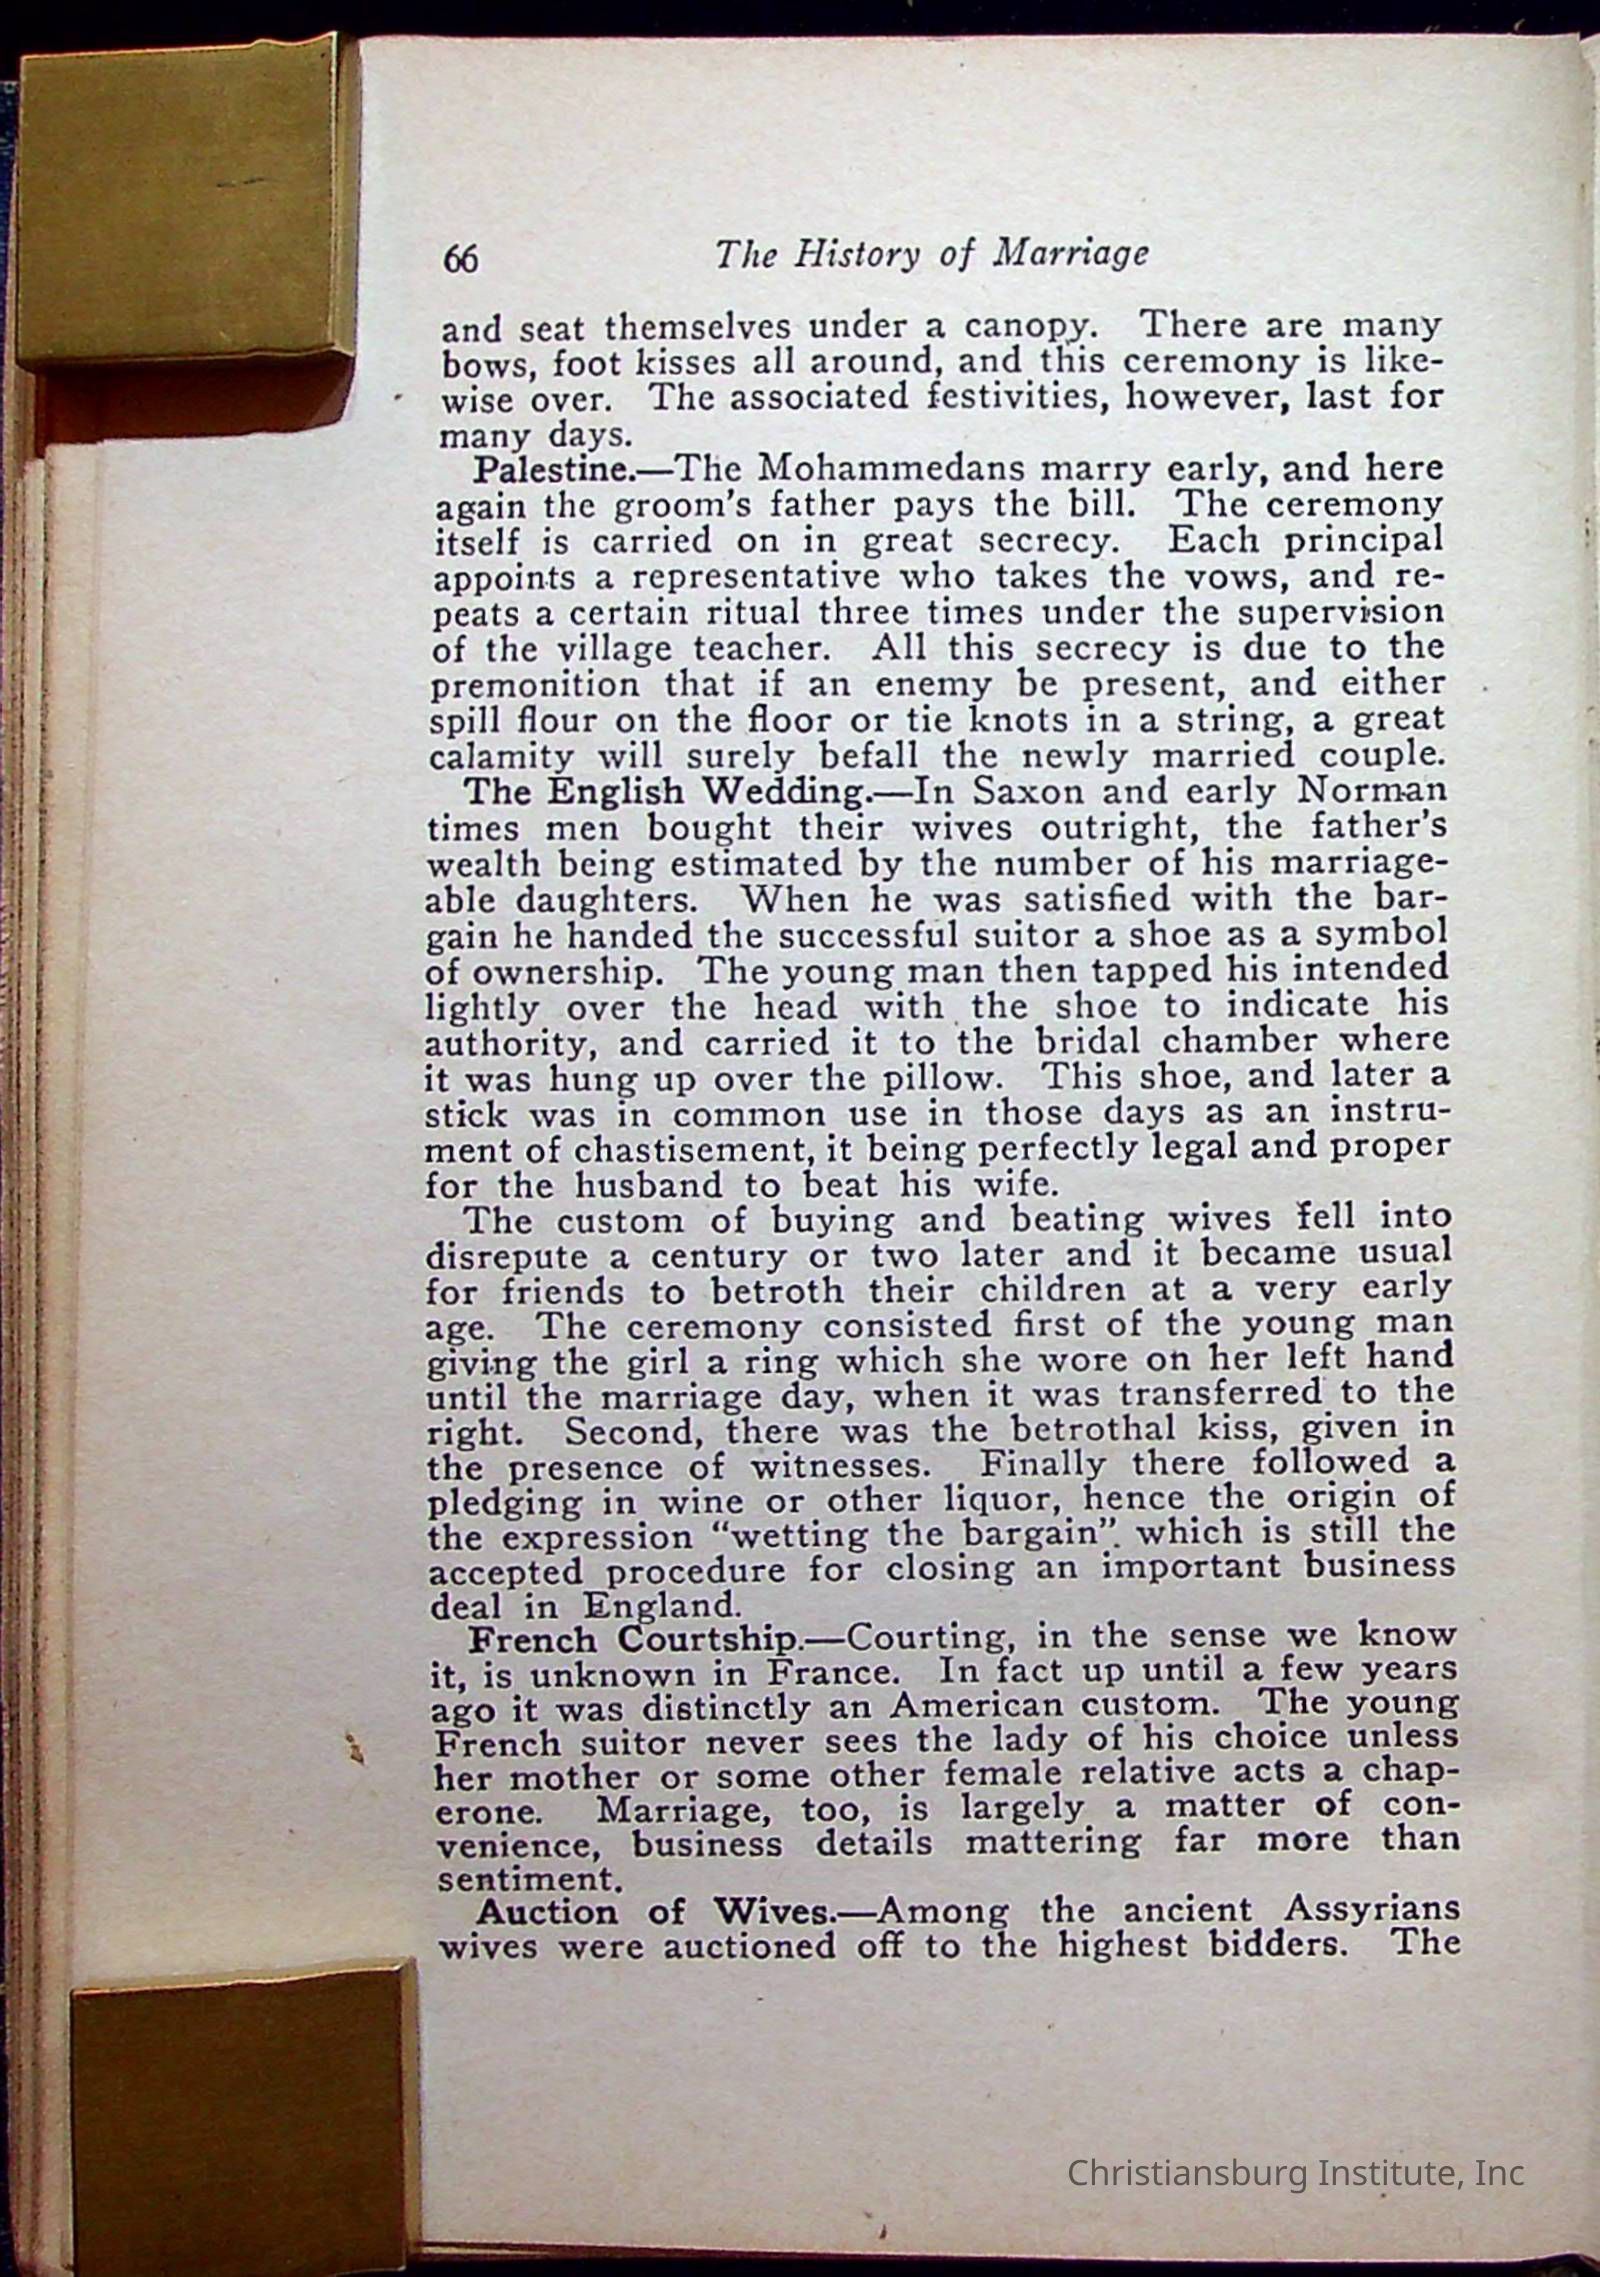 66 The History of Marriage
and seat themselves under a canopy. There are many
bows, foot kisses all around, and this ceremony is like-
wise over. The associated festivities, however, last for
many days.
Palestine.—The Mohammedans marry early, and here
again the groom's father pays the bill. The ceremony
itself is carried on in great secrecy. Each principal
appoints a representative who takes the vows, and re-
peats a certain ritual three times under the supervision
of the village teacher. All this secrecy is due to the
premonition that if an enemy be present, and either
spill flour on the floor or tie knots in a string, a great
calamity will surely befall the newly married couple.
The English Wedding.—In Saxon and early Norman
times men bought their wives outright, the father's
wealth being estimated by the number of his marriage-
able daughters. When he was satisfied with the bar-
gain he handed the successful suitor a shoe as a symbol
of ownership. The young man then tapped his intended
lightly over the head with the shoe to indicate his
authority, and carried it to the bridal chamber where
it was hung up over the pillow. This shoe, and later a
stick was in common use in those days as an instru-
ment of chastisement, it being perfectly legal and proper
for the husband to beat his wife.
The custom of buying and beating wives fell into
disrepute a century or two later and it became usual
for friends to betroth their children at a very early
age. The ceremony consisted first of the young man
giving the girl a ring which she wore on her left hand
until the marriage day, when it was transferred to the
right. Second, there was the betrothal kiss, given in
the presence of witnesses. Finally there followed a
pledging in wine or other liquor, hence the origin of
the expression "wetting the bargain". which is still the
accepted procedure for closing an important business
deal in England.
French Courtship.—Courting, in the sense we know
it, is unknown in France. In fact up until a few years
ago it was distinctly an American custom. The young
French suitor never sees the lady of his choice unless
her mother or some other female relative acts a chap-
erone. Marriage, too, is largely a matter of con-
venience, business details mattering far more than
sentiment.
Auction of Wives.—Among the ancient Assyrians
wives were auctioned off to the highest bidders. The
Christiansburg Institute, Inc